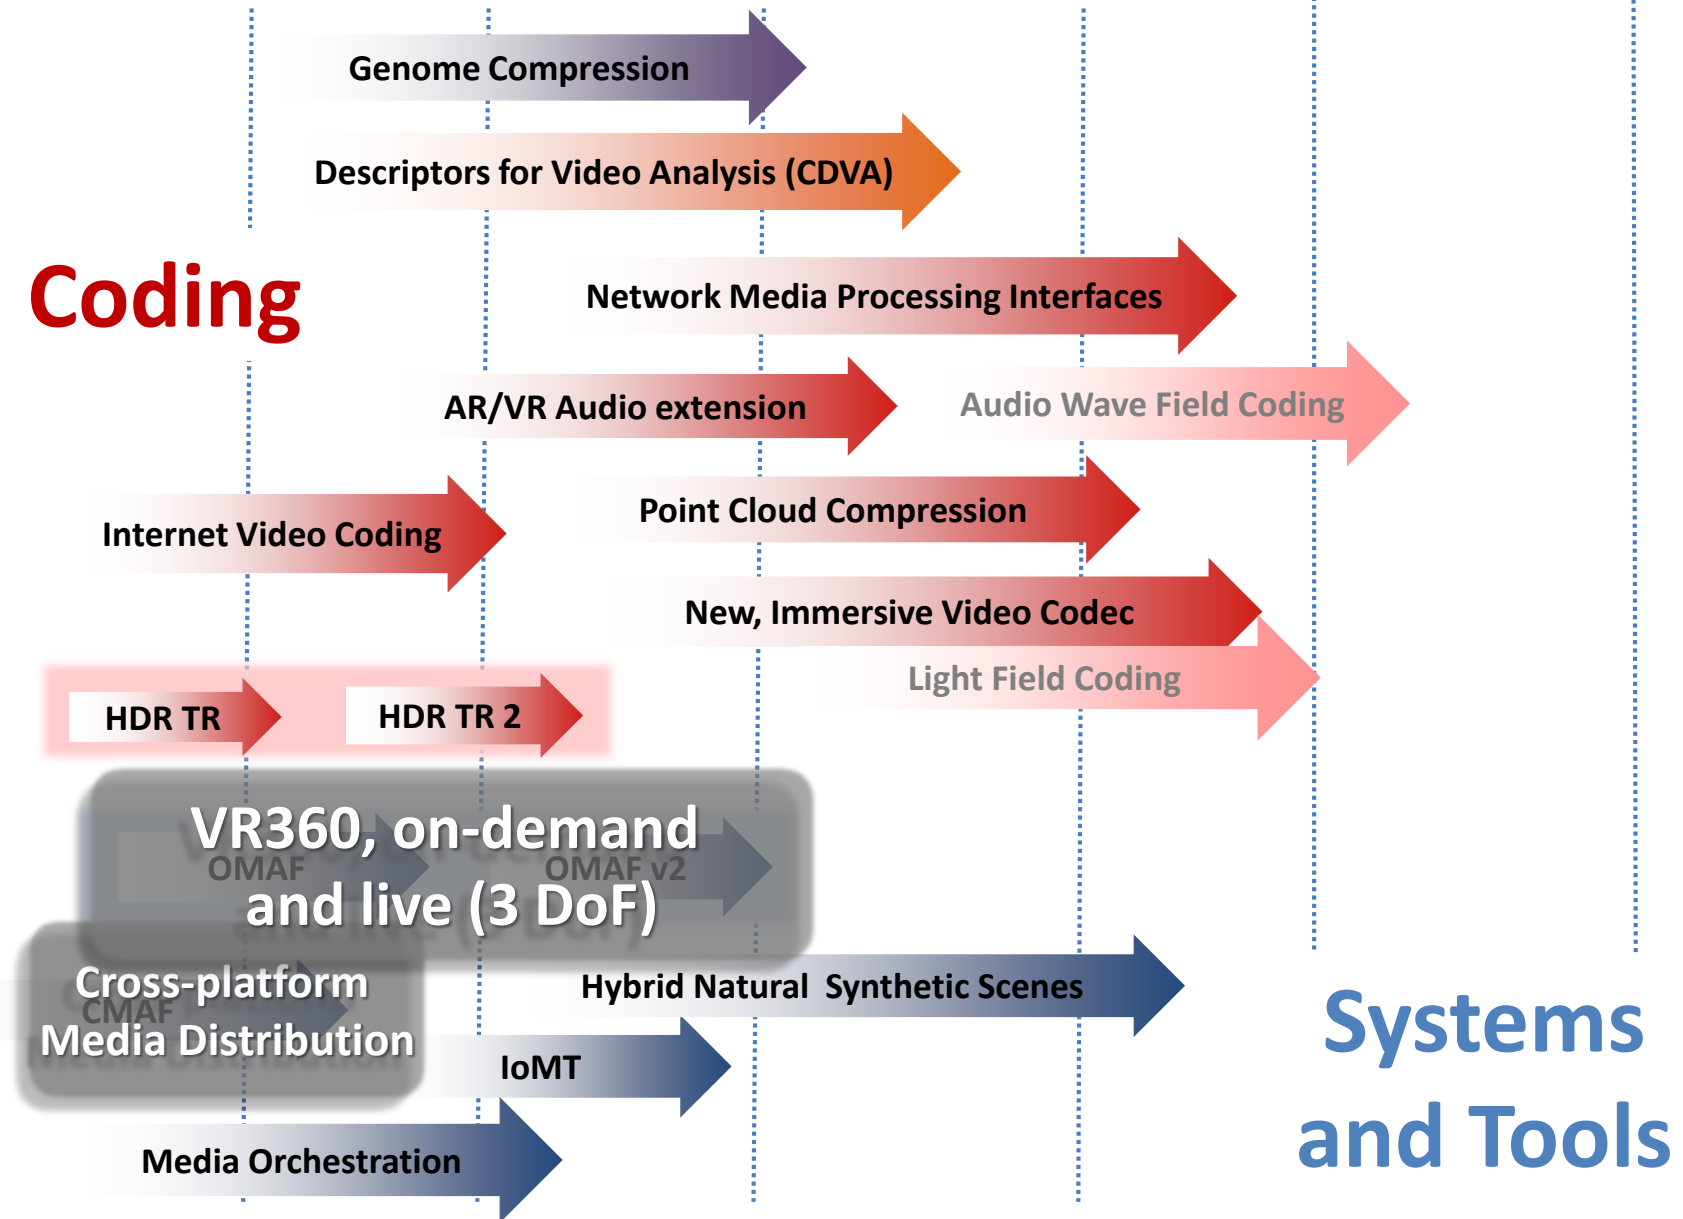 Genome Compression
Descriptors for Video Analysis (CDVA)
Coding
Network Media Processing Interfaces
AR/VR Audio extension
Audio Wave Field Coding
Internet Video Coding
Point Cloud Compression
New, Immersive Video Codec
Light Field Coding
HDR TR
HDR TR 2
VR360, on-demand
and live (3 DoF)
OMAF
OMAF v2
Cross-platform
Media Distribution
CMAF
Hybrid Natural  Synthetic Scenes
IoMT
Media Orchestration
Systems
and Tools